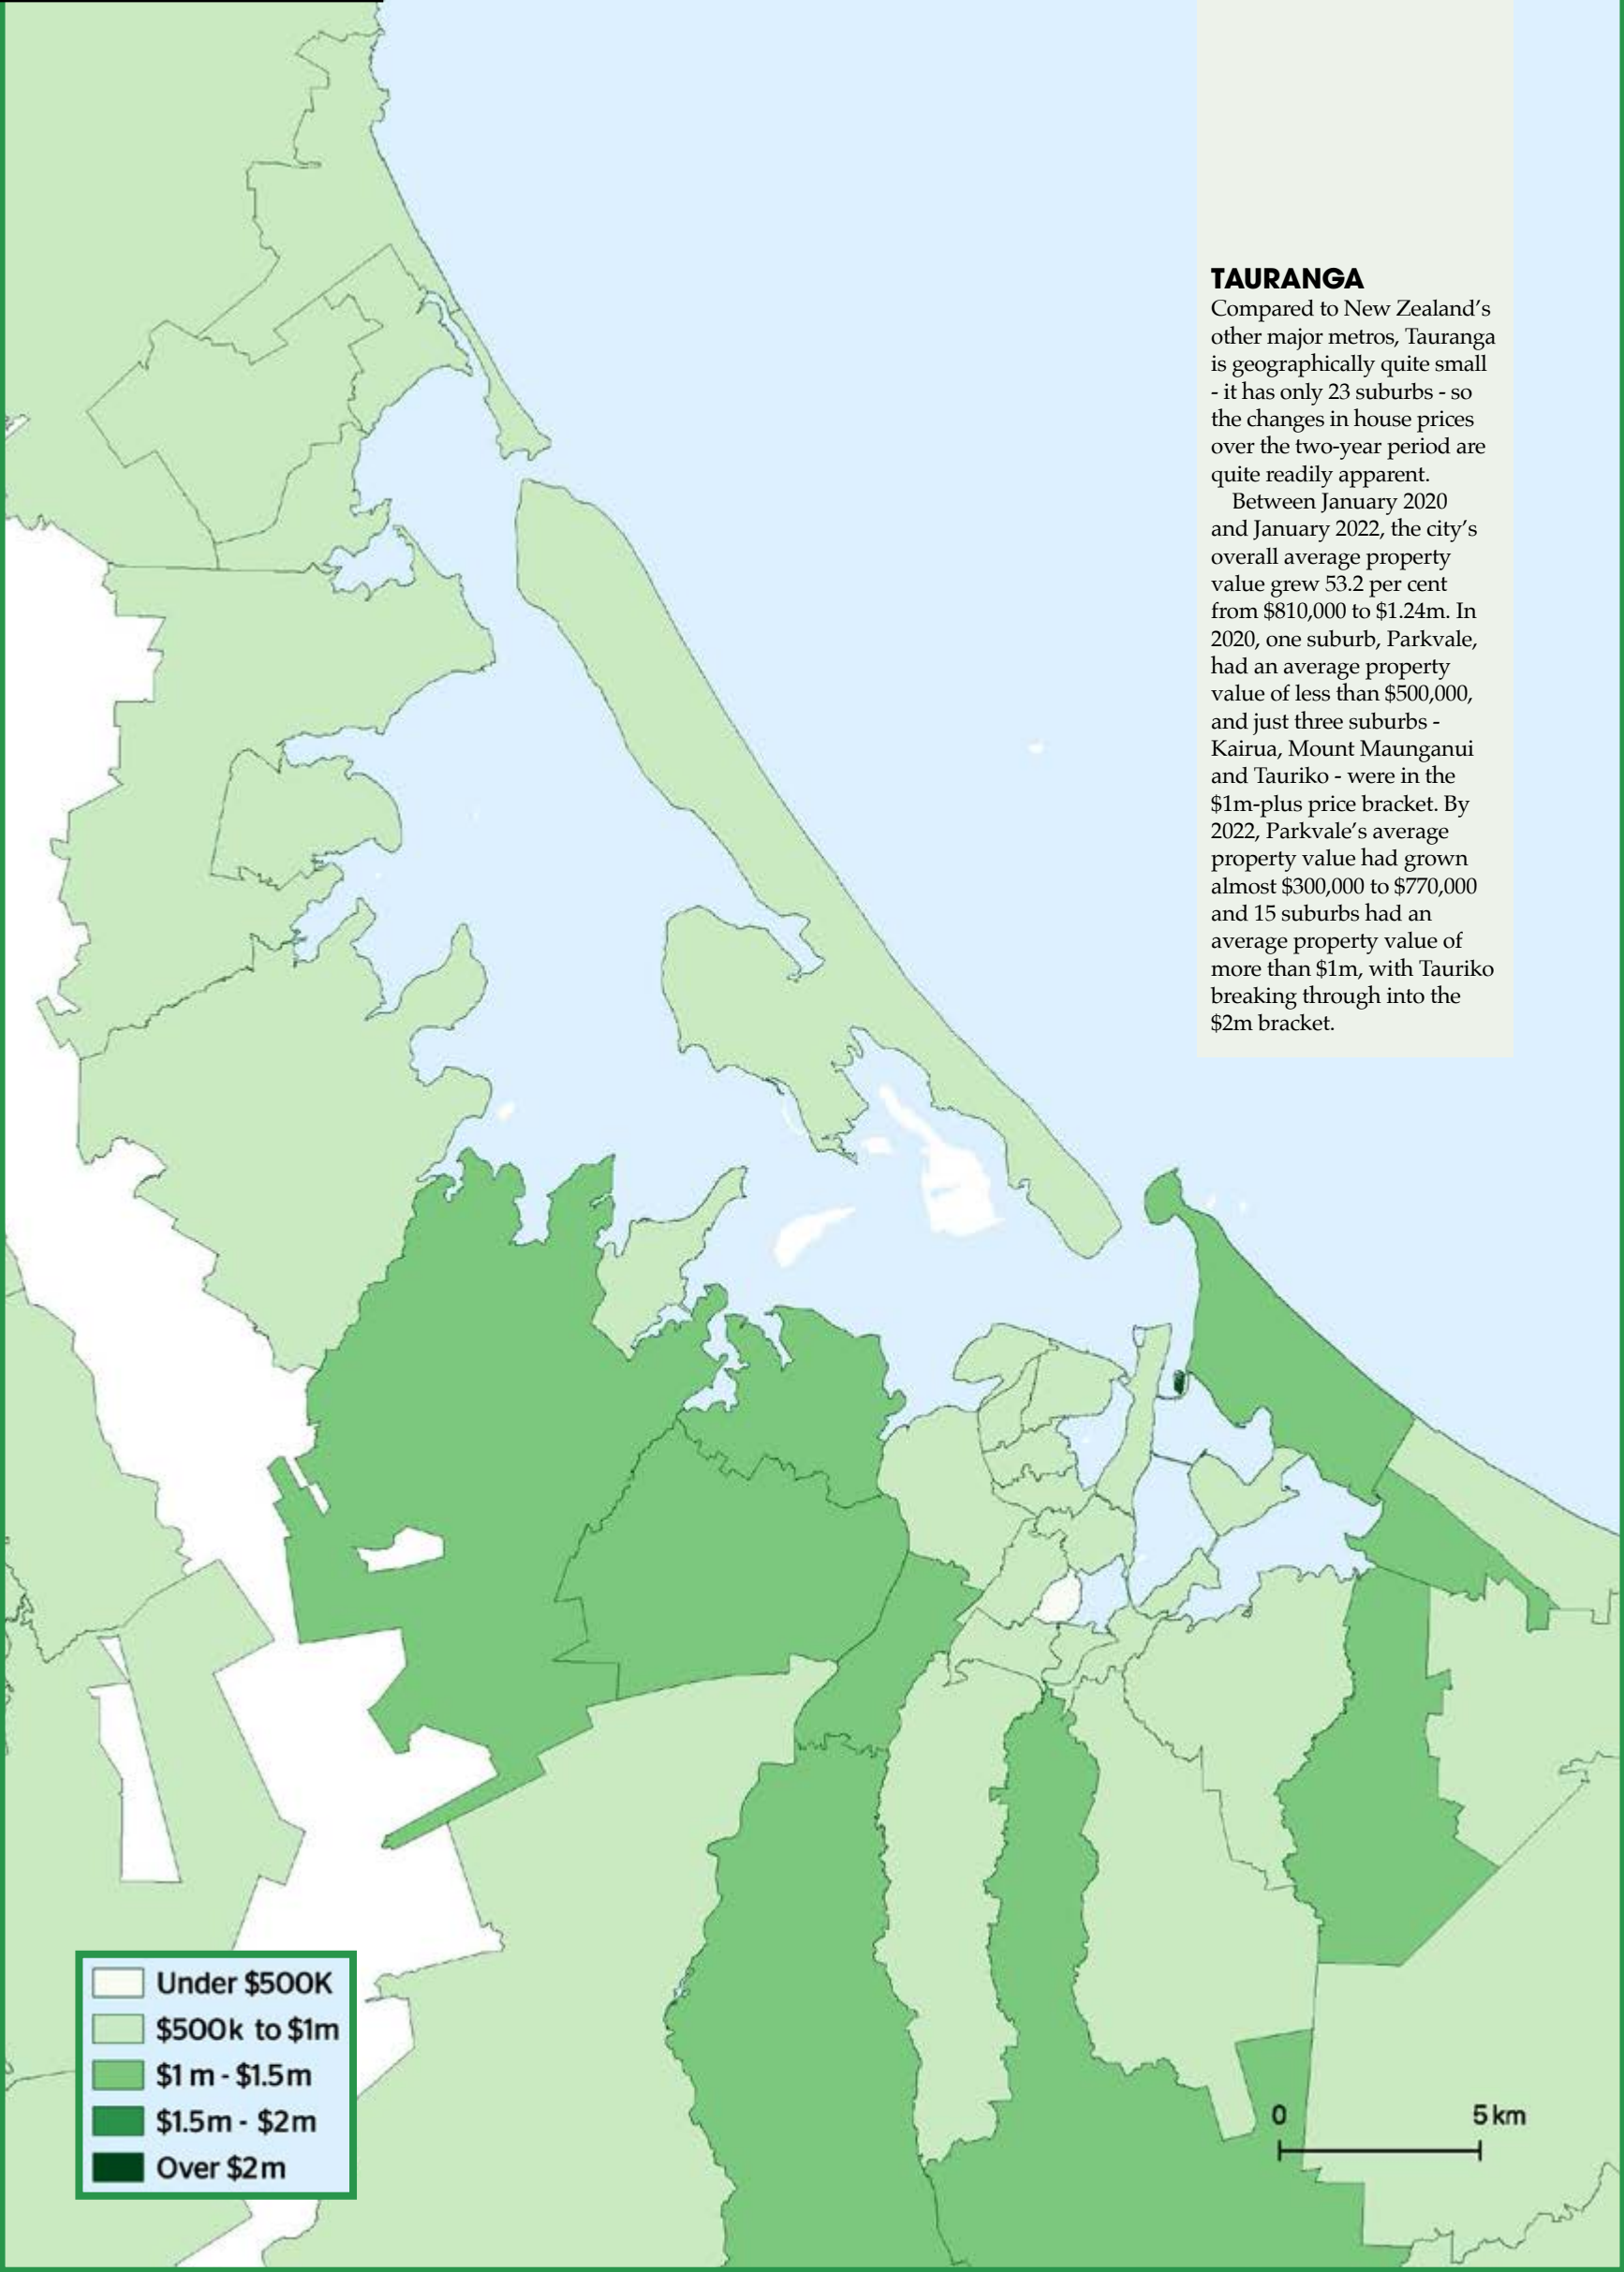 TAURANGA
Compared to New Zealand's
other major metros, Tauranga
is geographically quite small
- it has only 23 suburbs - so
the changes in house prices
over the two-year period are
quite readily apparent.
Between January 2020
and January 2022, the city's
overall average property
value grew 53.2 per cent
from $810,000 to $1.24m. In
2020, one suburb, Parkvale,
had an average property
value of less than $500,000,
and just three suburbs -
Kairua, Mount Maunganui
and Tauriko - were in the
$1m-plus price bracket. By
2022, Parkvale's average
property value had grown
almost $300,000 to $770,000
and 15 suburbs had an
average property value of
more than $1m, with Tauriko
breaking through into the
$2m bracket.
Under $500K
$500k to $1m
$1m - $1.5m
$1.5m - $2m
Over $2m
0 5 km